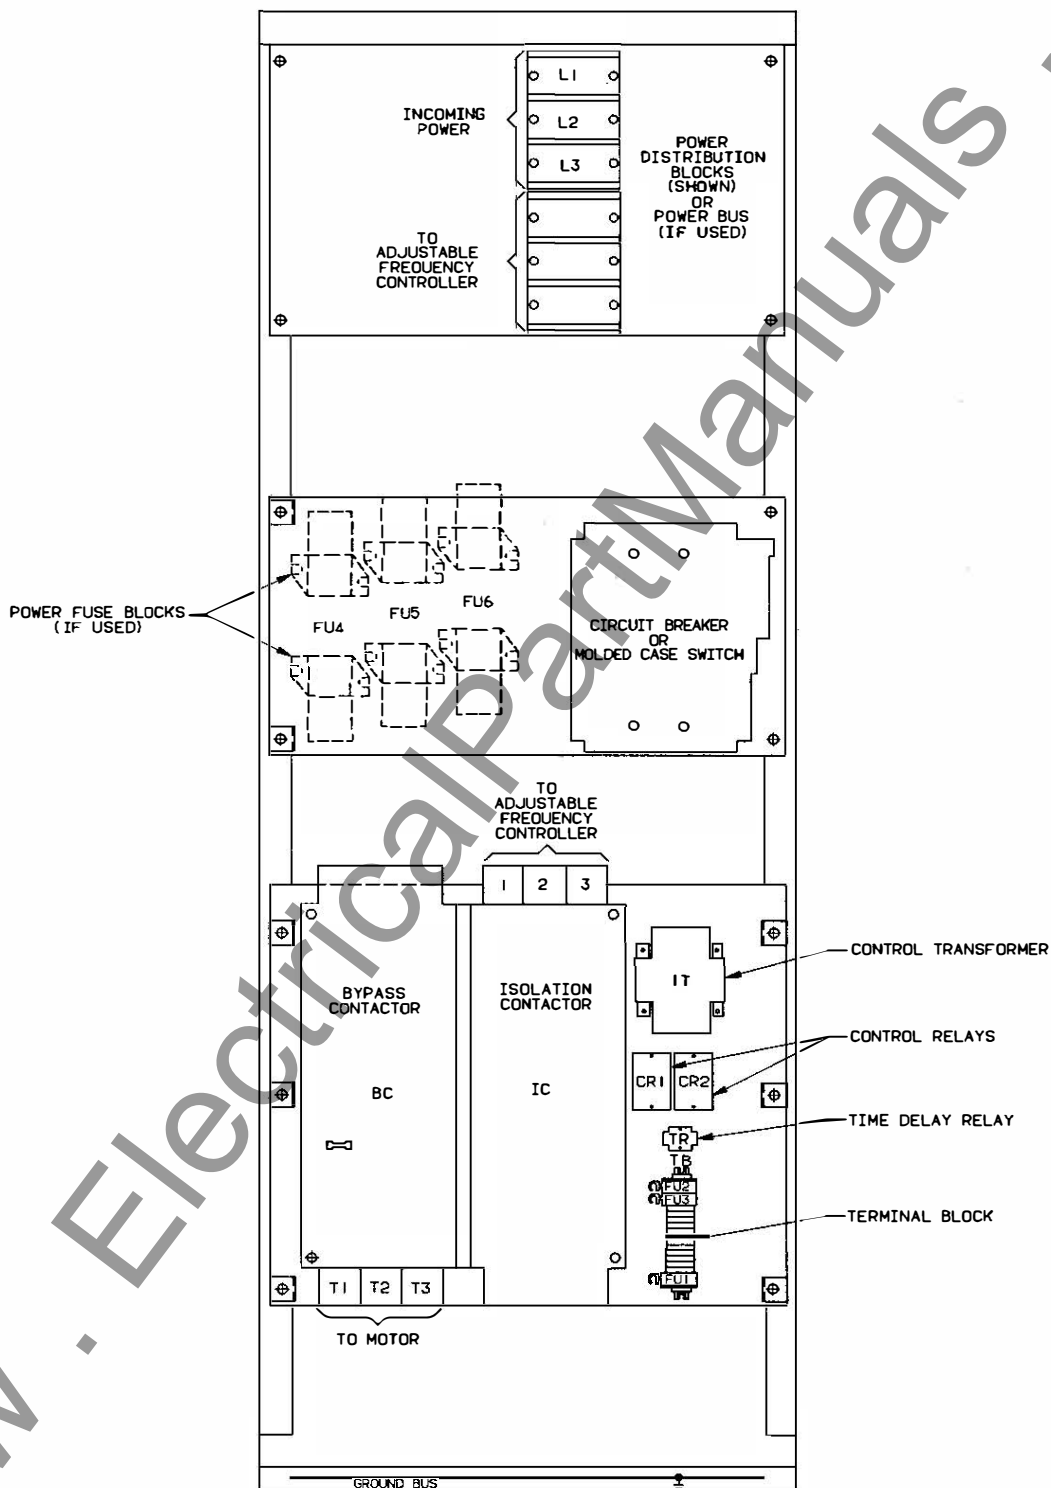 L1
INCOMING
POWER
L2
L3
POWER
DISTRIBUTION
BLOCKS
(SHOWN)
OR
POWER BUS
(IF USED)
TO
ADJUSTABLE
FREQUENCY
CONTROLLER
POWER FUSE BLOCKS
(IF USED)
FU4
FU5
FU6
CIRCUIT BREAKER
OR
MOLDED CASE SWITCH
TO
ADJUSTABLE
FREQUENCY
CONTROLLER
1 2 3
BYPASS
CONTACTOR
BC
ISOLATION
CONTACTOR
IC
1T
CONTROL TRANSFORMER
CONTROL RELAYS
CR1 CR2
TIME DELAY RELAY
TR
TB
FU2
FU3
TERMINAL BLOCK
FU1
T1 T2 T3
TO MOTOR
GROUND BUS
w . ElectricalPartManuals .